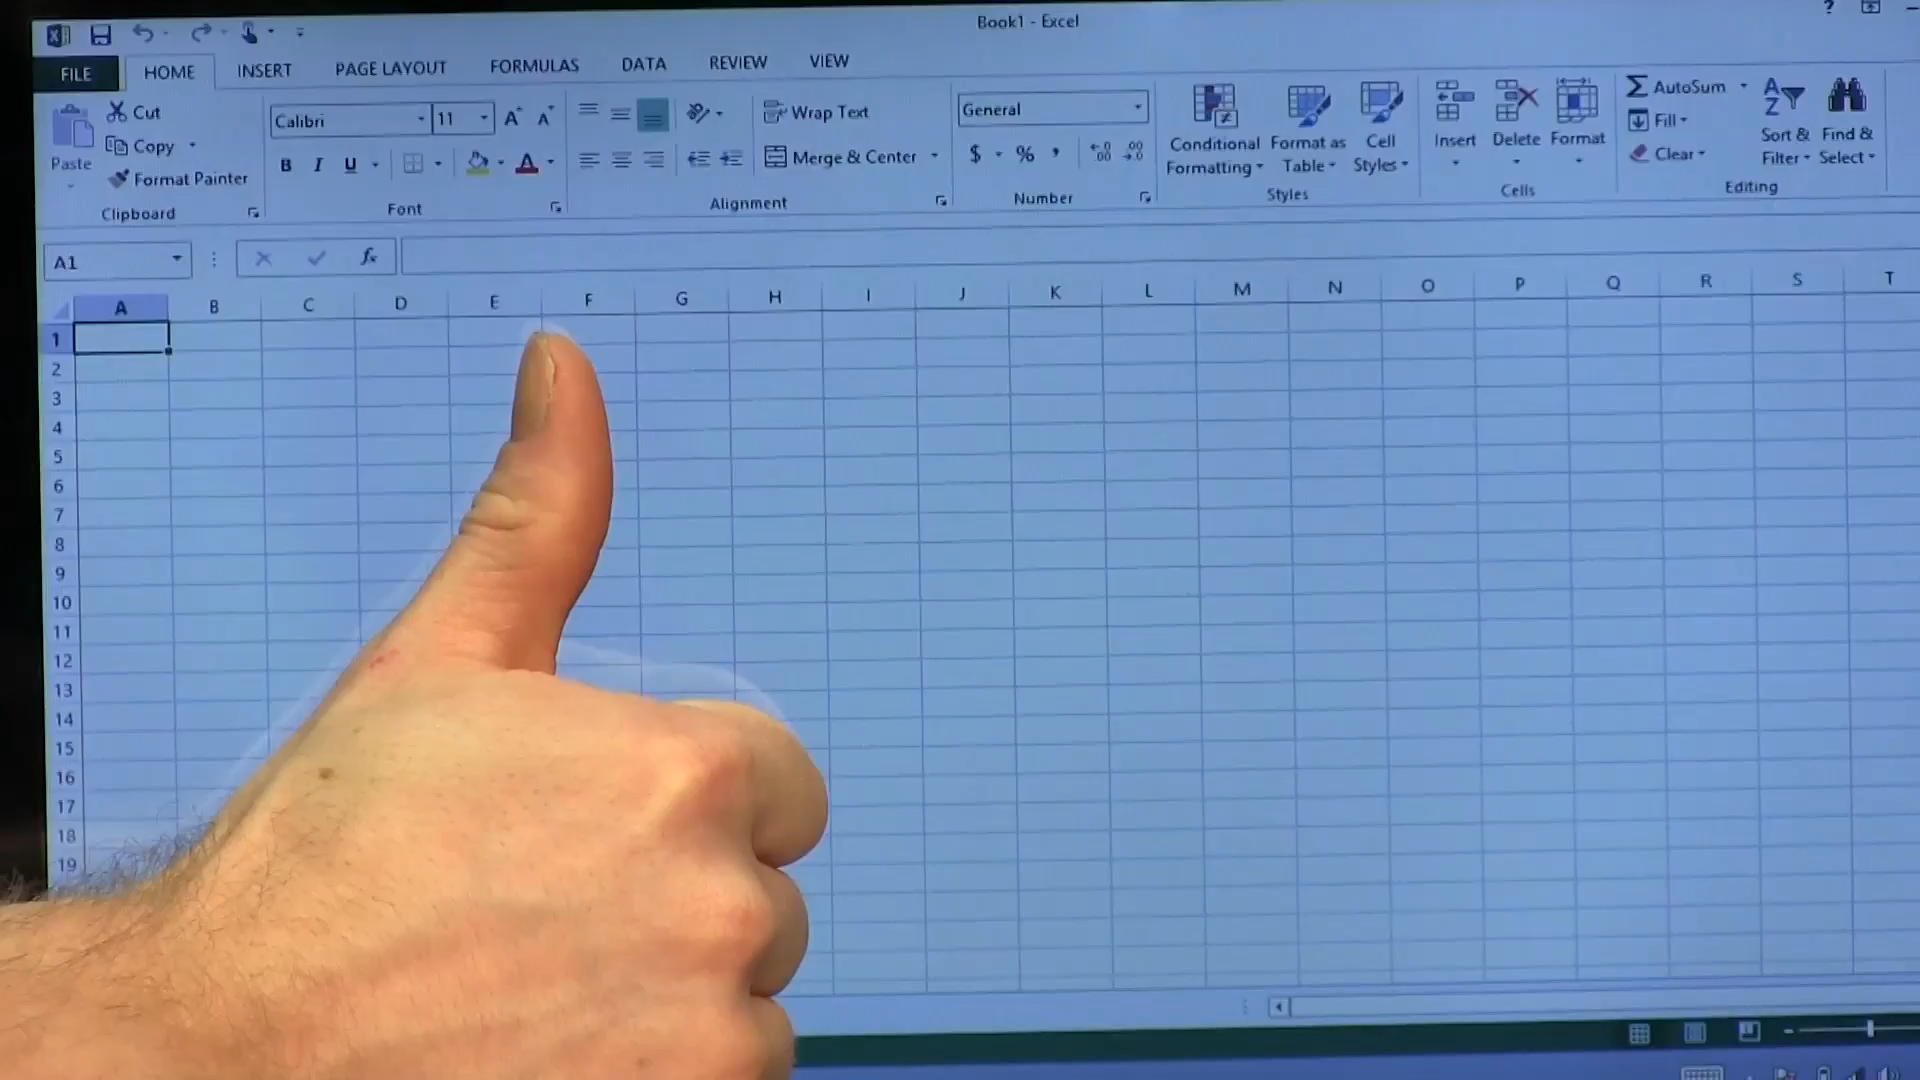 Book1 - Excel
?
FILE HOME INSERT PAGE LAYOUT FORMULAS DATA REVIEW VIEW
Paste
Cut
Copy
Format Painter
Clipboard
Calibri 11
B I U A
Font
Wrap Text
Merge & Center
Alignment
General
$ % ,
Number
Conditional Formatting
Format as Table
Cell Styles
Styles
Insert Delete Format
Cells
AutoSum
Fill
Clear
Sort & Filter
Find & Select
Editing
A1 fx
A B C D E F G H I J K L M N O P Q R S T
1
2
3
4
5
6
7
8
9
10
11
12
13
14
15
16
17
18
19